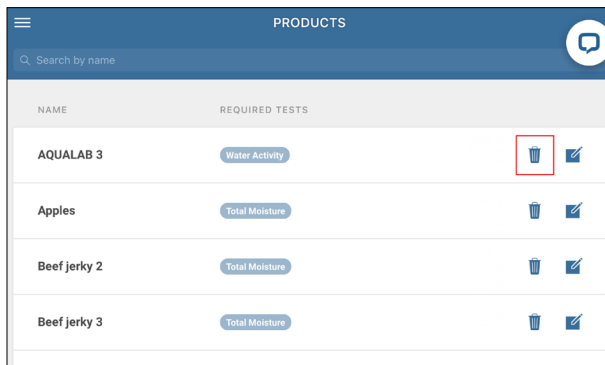 PRODUCTS
Search by name
NAME REQUIRED TESTS
AQUALAB 3 Water Activity
Apples Total Moisture
Beef jerky 2 Total Moisture
Beef jerky 3 Total Moisture